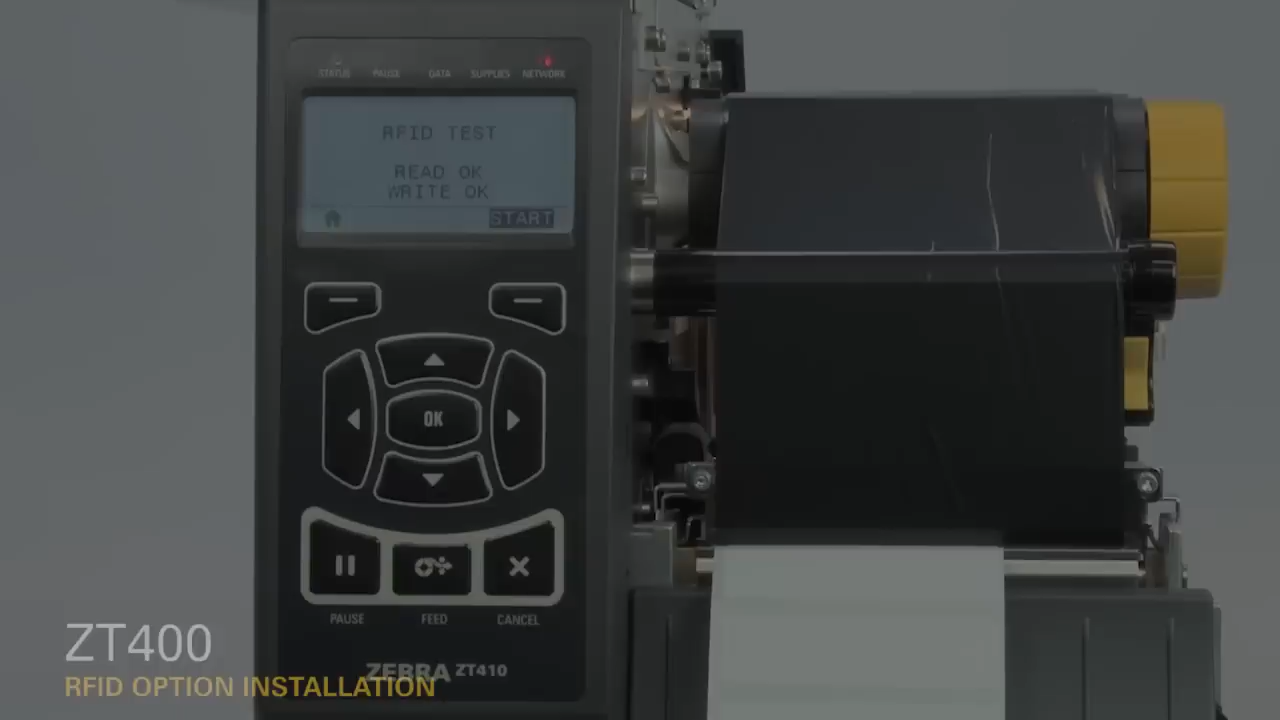 STATUS PAUSE DATA SUPPLIES NETWORK
RFID TEST
READ OK
WRITE OK
START
OK
PAUSE FEED CANCEL
ZEBRA ZT410
ZT400
RFID OPTION INSTALLATION